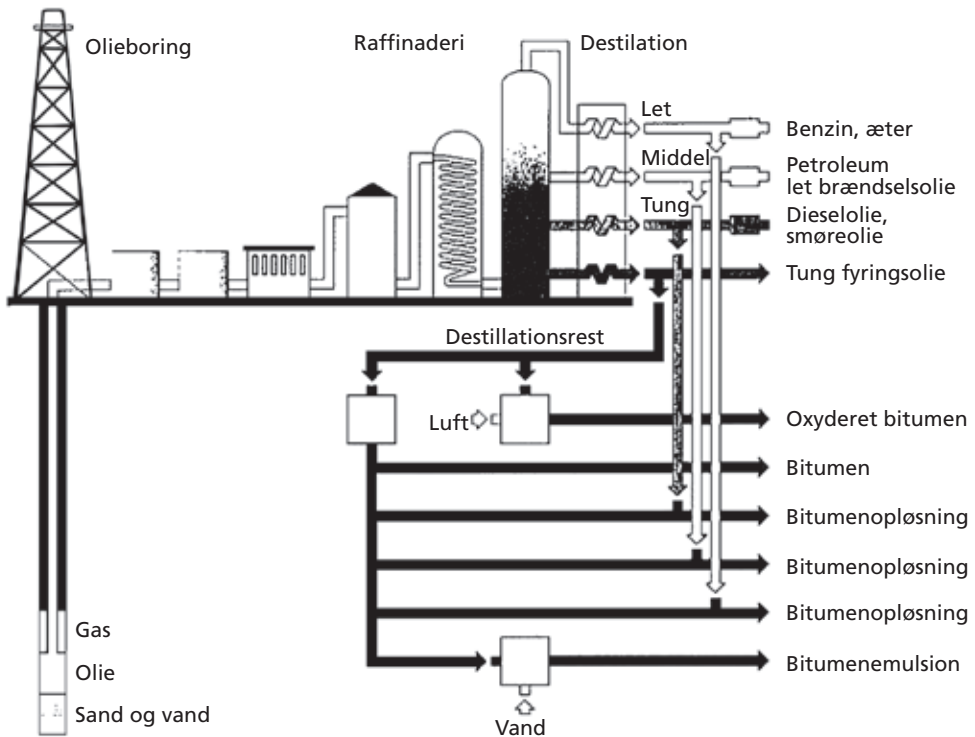 Olieboring
Raffinaderi
Destilation
Let
Benzin, æter
Middel
Petroleum
let brændselsolie
Tung
Dieselolie,
smøreolie
Tung fyringsolie
Destillationsrest
Luft
Oxyderet bitumen
Bitumen
Bitumenopløsning
Bitumenopløsning
Bitumenopløsning
Gas
Olie
Bitumenemulsion
Sand og vand
Vand